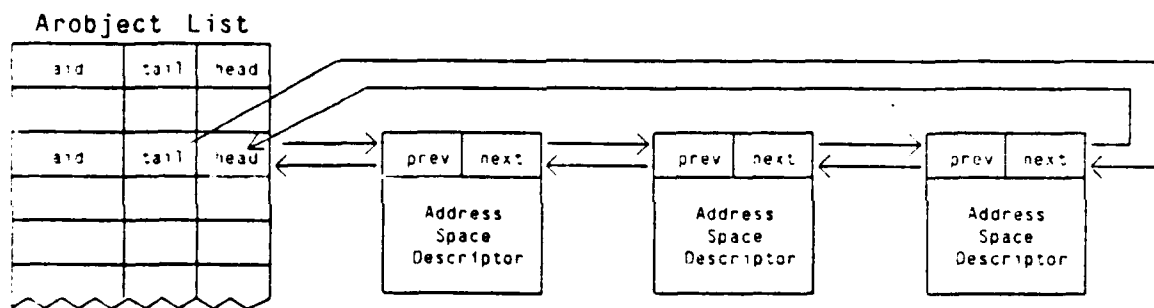 Arobject List
aid tail head
aid tail head prev next prev next prev next
Address Address Address
Space Space Space
Descriptor Descriptor Descriptor